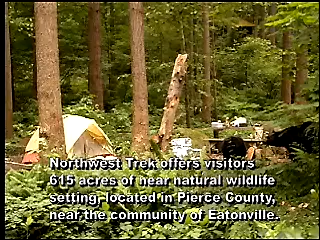 Northwest Trek offers visitors
615 acres of near natural wildlife
setting, located in Pierce County,
near the community of Eatonville.